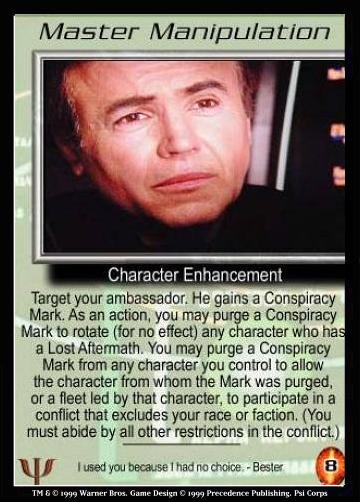 Master Manipulation
Character Enhancement
Target your ambassador. He gains a Conspiracy
Mark. As an action, you may purge a Conspiracy
Mark to rotate (for no effect) any character who has
a Lost Aftermath. You may purge a Conspiracy
Mark from any character you control to allow
the character from whom the Mark was purged,
or a fleet led by that character, to participate in a
conflict that excludes your race or faction. (You
must abide by all other restrictions in the conflict.)
I used you because I had no choice. - Bester
8
TM & © 1999 Warner Bros. Game Design © 1999 Precedence Publishing. Psi Corps